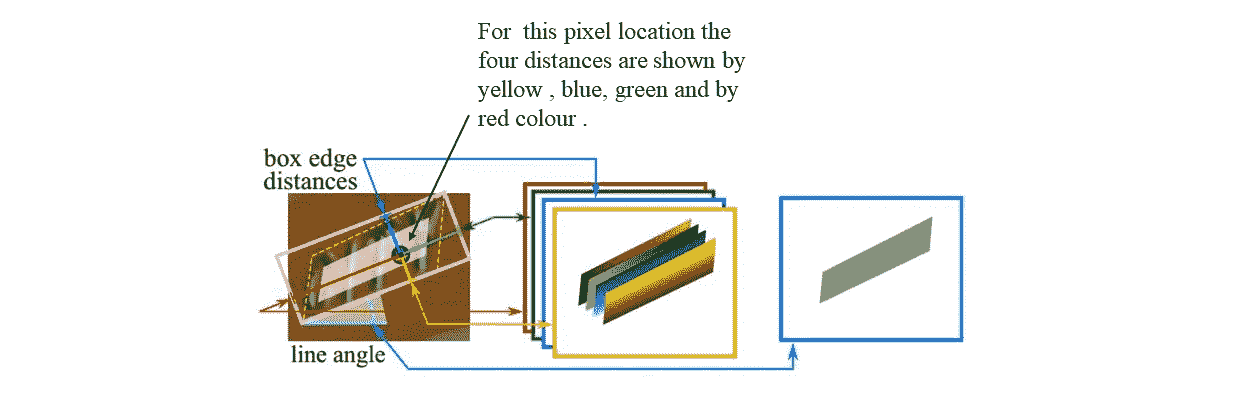 For this pixel location the
four distances are shown by
yellow , blue, green and by
red colour .
box edge
distances
line angle